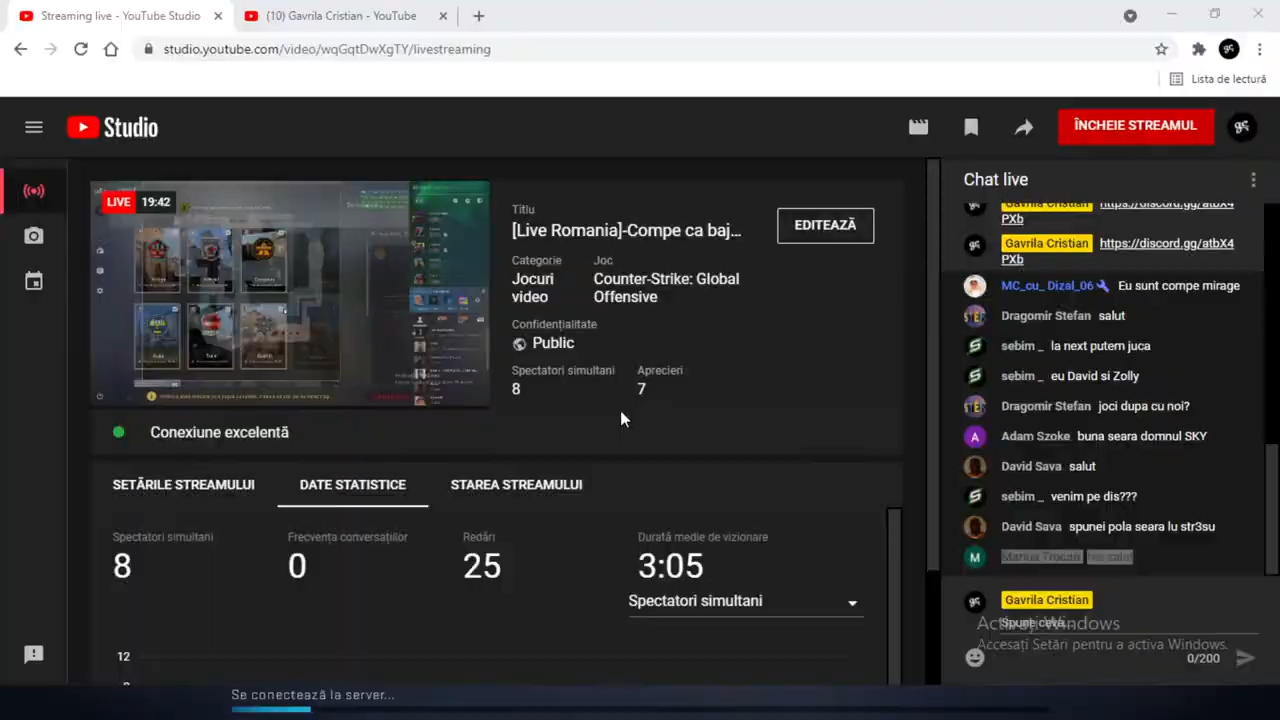 Streaming live - YouTube Studio
(10) Gavrila Cristian - YouTube
studio.youtube.com/video/wqGqtDwXgTY/livestreaming
Lista de lectură
Studio
ÎNCHEIE STREAMUL
LIVE 19:42
Titlu
[Live Romania]-Compe ca baj...
EDITEAZĂ
Categorie Joc
Jocuri video
Counter-Strike: Global Offensive
Confidențialitate
Public
Spectatori simultani Aprecieri
8 7
Conexiune excelentă
SETĂRILE STREAMULUI DATE STATISTICE STAREA STREAMULUI
Spectatori simultani Frecvența conversațiilor Redări Durată medie de vizionare
8 0 25 3:05
Spectatori simultani
12
Chat live
Gavrila Cristian https://discord.gg/atbX4
PXb
Gavrila Cristian https://discord.gg/atbX4
PXb
MC_cu_ Dizal_06 Eu sunt compe mirage
Dragomir Stefan salut
sebim _ la next putem juca
sebim _ eu David si Zolly
Dragomir Stefan joci dupa cu noi?
Adam Szoke buna seara domnul SKY
David Sava salut
sebim _ venim pe dis???
David Sava spunei pola seara lu str3su
M Marius Trocan
Gavrila Cristian
Spune ceva...
Activați Windows
Accesați Setări pentru a activa Windows.
0/200
Se conectează la server...